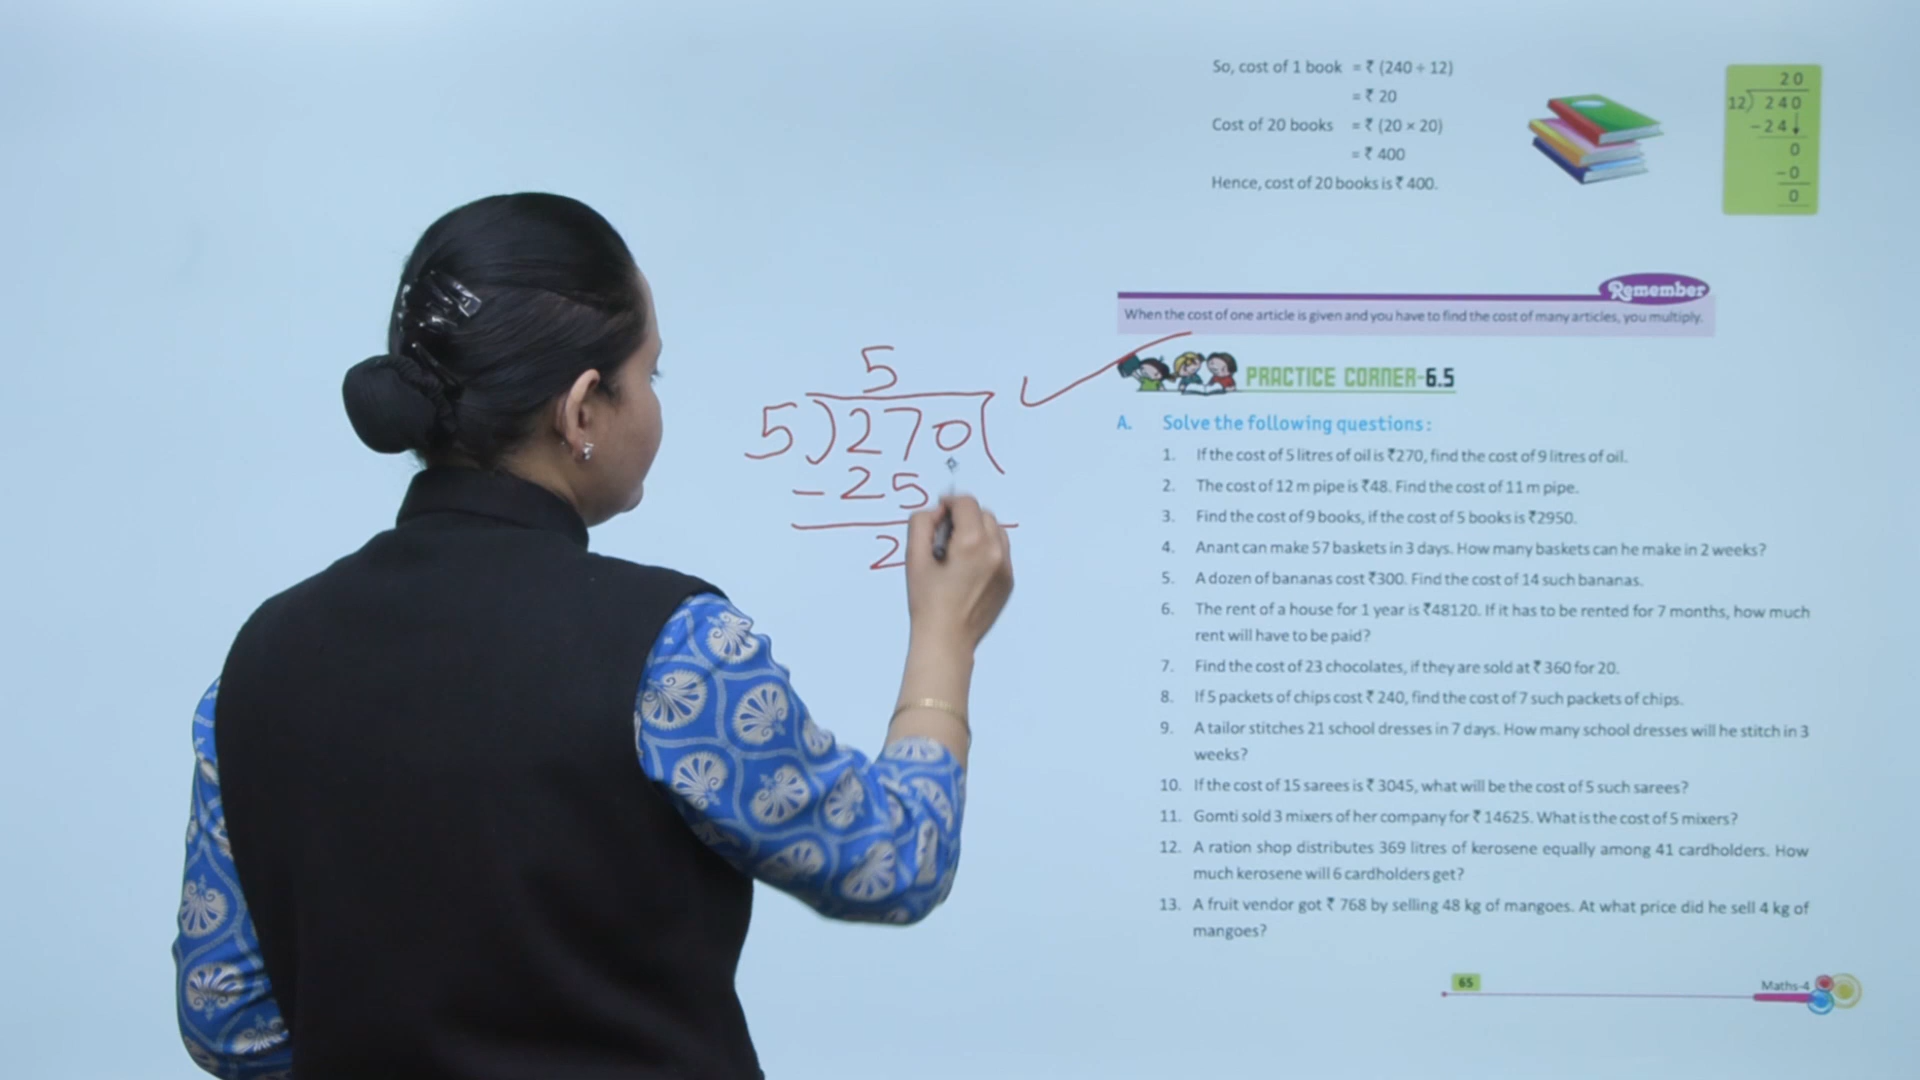 So, cost of 1 book = ₹ (240 ÷ 12)
= ₹ 20
Cost of 20 books = ₹ (20 × 20)
= ₹ 400
Hence, cost of 20 books is ₹ 400.
20
12) 240
-24
0
-0
0
Remember
When the cost of one article is given and you have to find the cost of many articles, you multiply.
5
5)270(
-25
2
PRACTICE CORNER-6.5
A. Solve the following questions:
1. If the cost of 5 litres of oil is ₹270, find the cost of 9 litres of oil.
2. The cost of 12 m pipe is ₹48. Find the cost of 11 m pipe.
3. Find the cost of 9 books, if the cost of 5 books is ₹2950.
4. Anant can make 57 baskets in 3 days. How many baskets can he make in 2 weeks?
5. A dozen of bananas cost ₹300. Find the cost of 14 such bananas.
6. The rent of a house for 1 year is ₹48120. If it has to be rented for 7 months, how much
rent will have to be paid?
7. Find the cost of 23 chocolates, if they are sold at ₹ 360 for 20.
8. If 5 packets of chips cost ₹ 240, find the cost of 7 such packets of chips.
9. A tailor stitches 21 school dresses in 7 days. How many school dresses will he stitch in 3
weeks?
10. If the cost of 15 sarees is ₹ 3045, what will be the cost of 5 such sarees?
11. Gomti sold 3 mixers of her company for ₹ 14625. What is the cost of 5 mixers?
12. A ration shop distributes 369 litres of kerosene equally among 41 cardholders. How
much kerosene will 6 cardholders get?
13. A fruit vendor got ₹ 768 by selling 48 kg of mangoes. At what price did he sell 4 kg of
mangoes?
65
Maths-4